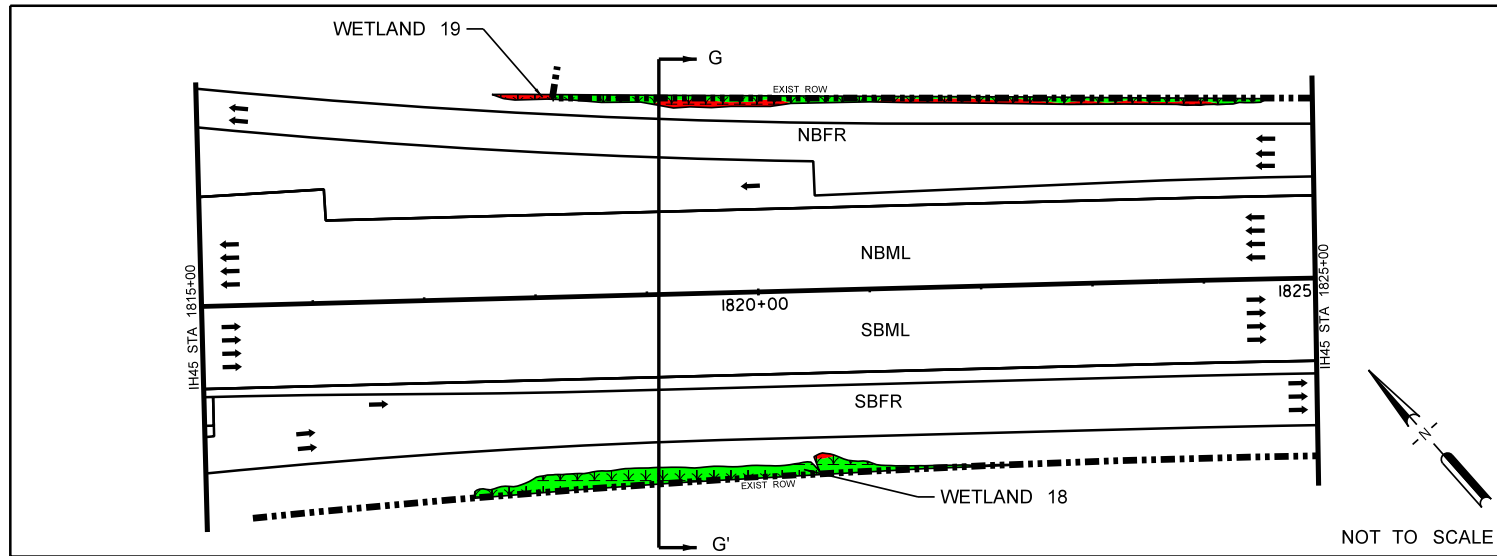 WETLAND 19
G
EXIST ROW
NBFR
NBML
IH45 STA 1815+00
1820+00
1825
IH45 STA 1825+00
SBML
SBFR
EXIST ROW
WETLAND 18
G'
N
NOT TO SCALE